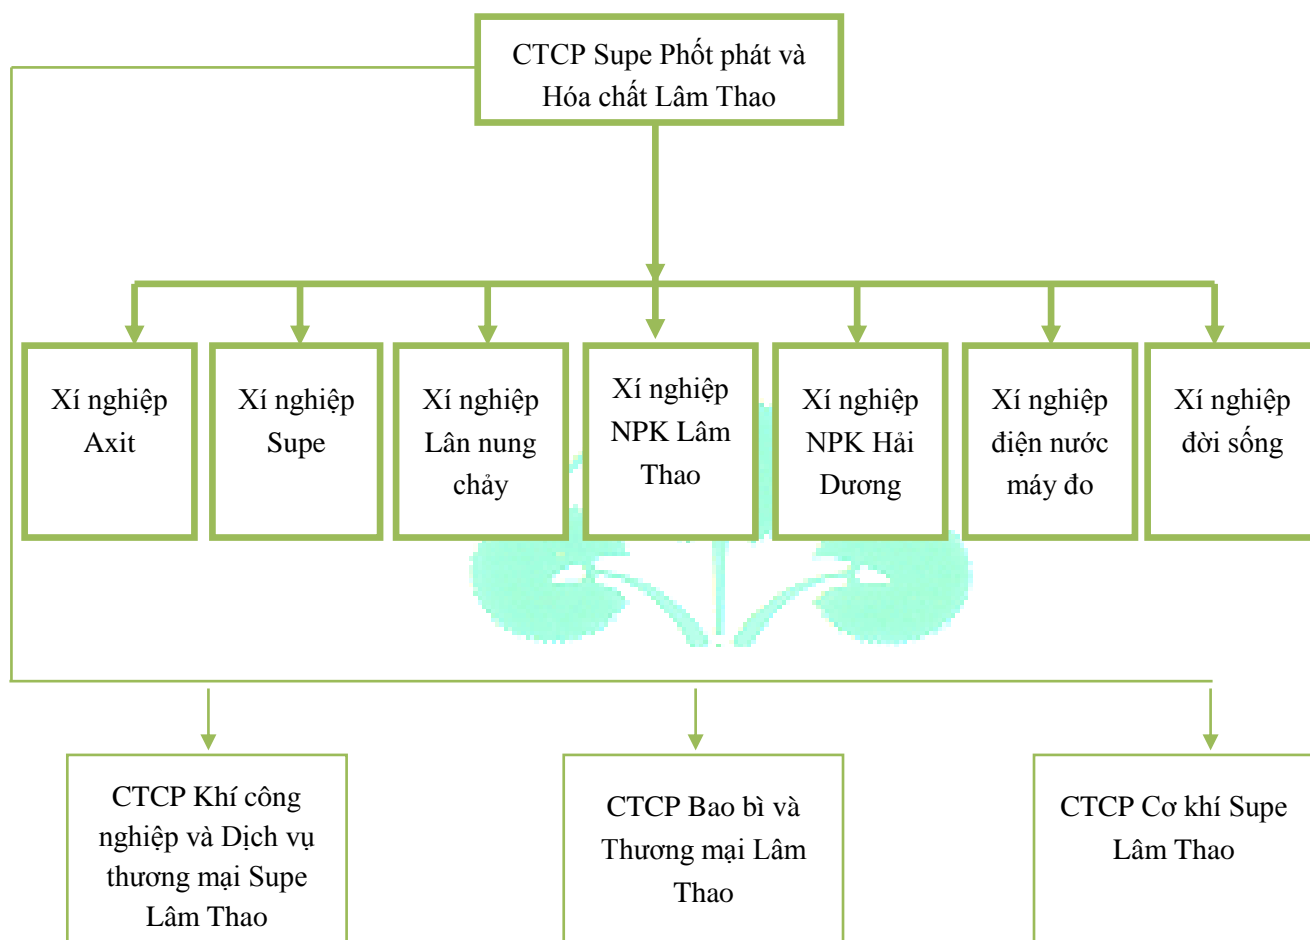 CTCP Supe Phốt phát và
Hóa chất Lâm Thao
Xí nghiệp
Axit
Xí nghiệp
Supe
Xí nghiệp
Lân nung
chảy
Xí nghiệp
NPK Lâm
Thao
Xí nghiệp
NPK Hải
Dương
Xí nghiệp
điện nước
máy đo
Xí nghiệp
đời sống
CTCP Khí công
nghiệp và Dịch vụ
thương mại Supe
Lâm Thao
CTCP Bao bì và
Thương mại Lâm
Thao
CTCP Cơ khí Supe
Lâm Thao